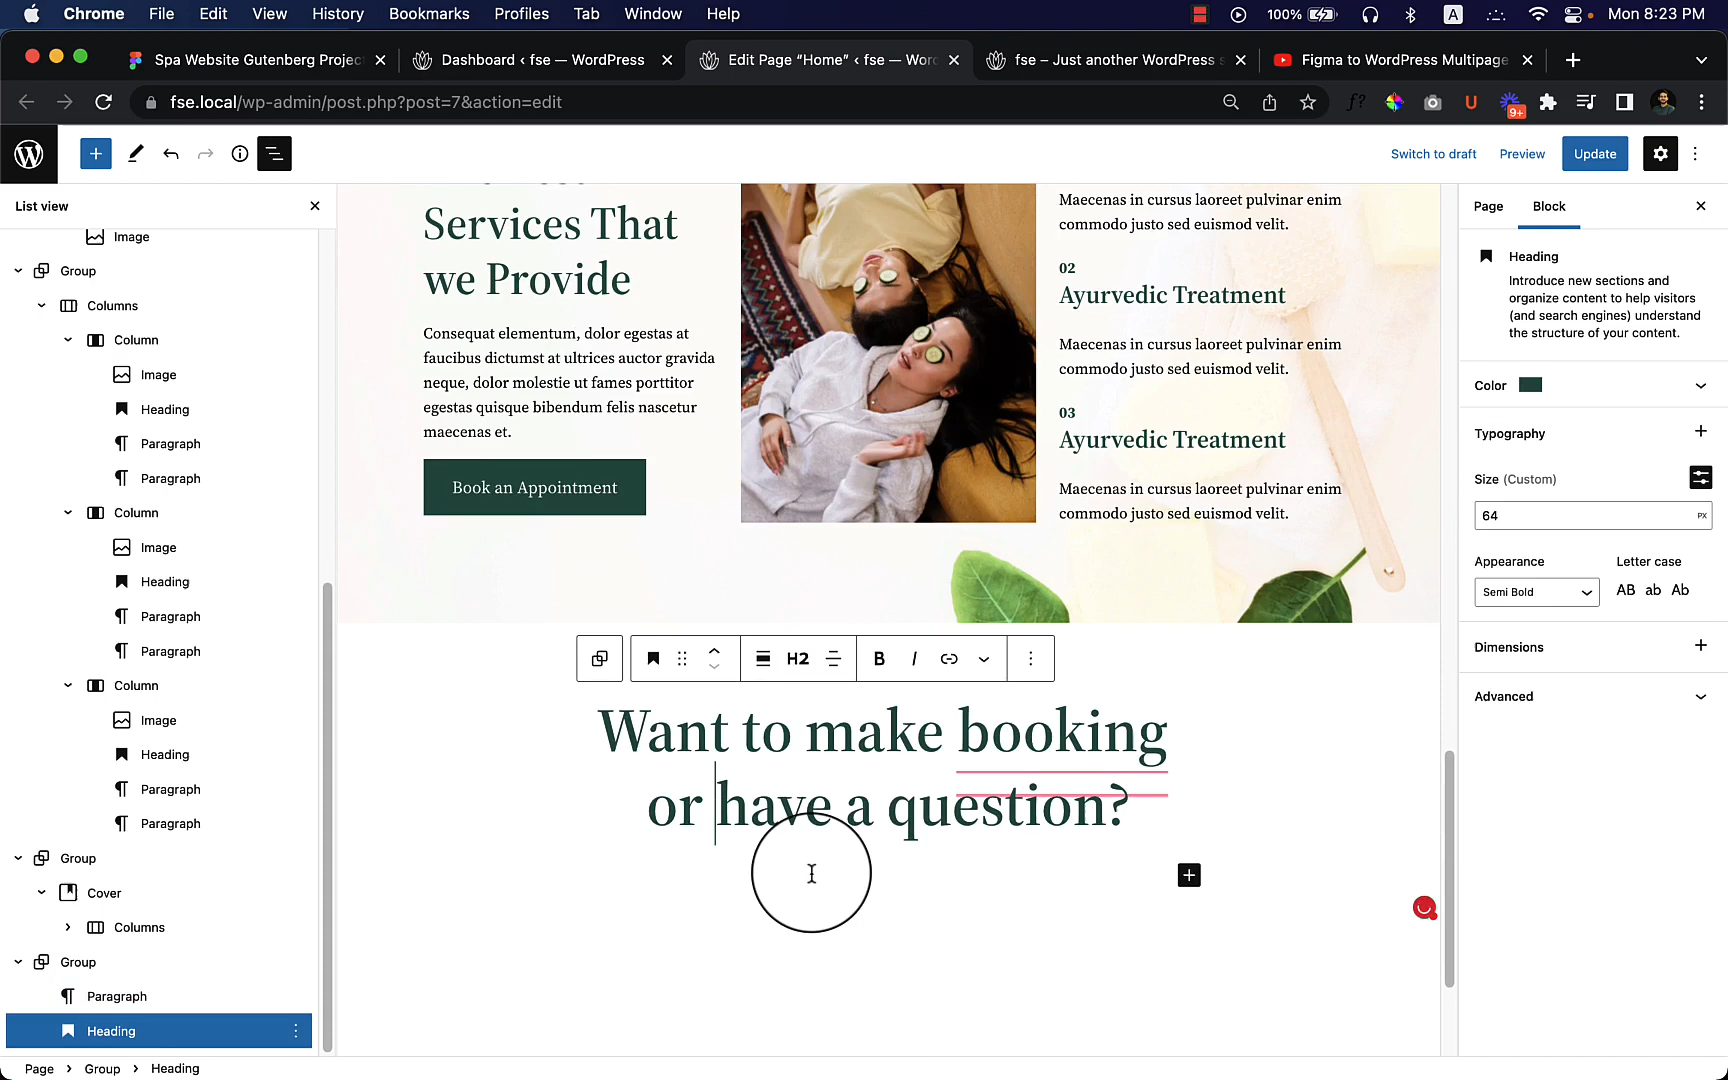 Chrome File Edit View History Bookmarks Profiles Tab Window Help 100% A Mon 8:23 PM
Spa Website Gutenberg Projec
Dashboard ‹ fse — WordPress
Edit Page “Home” ‹ fse — Wor
fse – Just another WordPress s
Figma to WordPress Multipage
fse.local/wp-admin/post.php?post=7&action=edit
f?
U
9+
Switch to draft
Preview
Update
List view
Image
Group
Columns
Column
Image
Heading
Paragraph
Paragraph
Column
Image
Heading
Paragraph
Paragraph
Column
Image
Heading
Paragraph
Paragraph
Group
Cover
Columns
Group
Paragraph
Heading
Page › Group › Heading
Services That
we Provide
Consequat elementum, dolor egestas at
faucibus dictumst at ultrices auctor gravida
neque, dolor molestie ut fames porttitor
egestas quisque bibendum felis nascetur
maecenas et.
Book an Appointment
Maecenas in cursus laoreet pulvinar enim
commodo justo sed euismod velit.
02
Ayurvedic Treatment
Maecenas in cursus laoreet pulvinar enim
commodo justo sed euismod velit.
03
Ayurvedic Treatment
Maecenas in cursus laoreet pulvinar enim
commodo justo sed euismod velit.
H2 B I
Want to make booking
or have a question?
Page
Block
Heading
Introduce new sections and
organize content to help visitors
(and search engines) understand
the structure of your content.
Color
Typography
Size (Custom)
64
PX
Appearance
Letter case
Semi Bold
AB ab Ab
Dimensions
Advanced